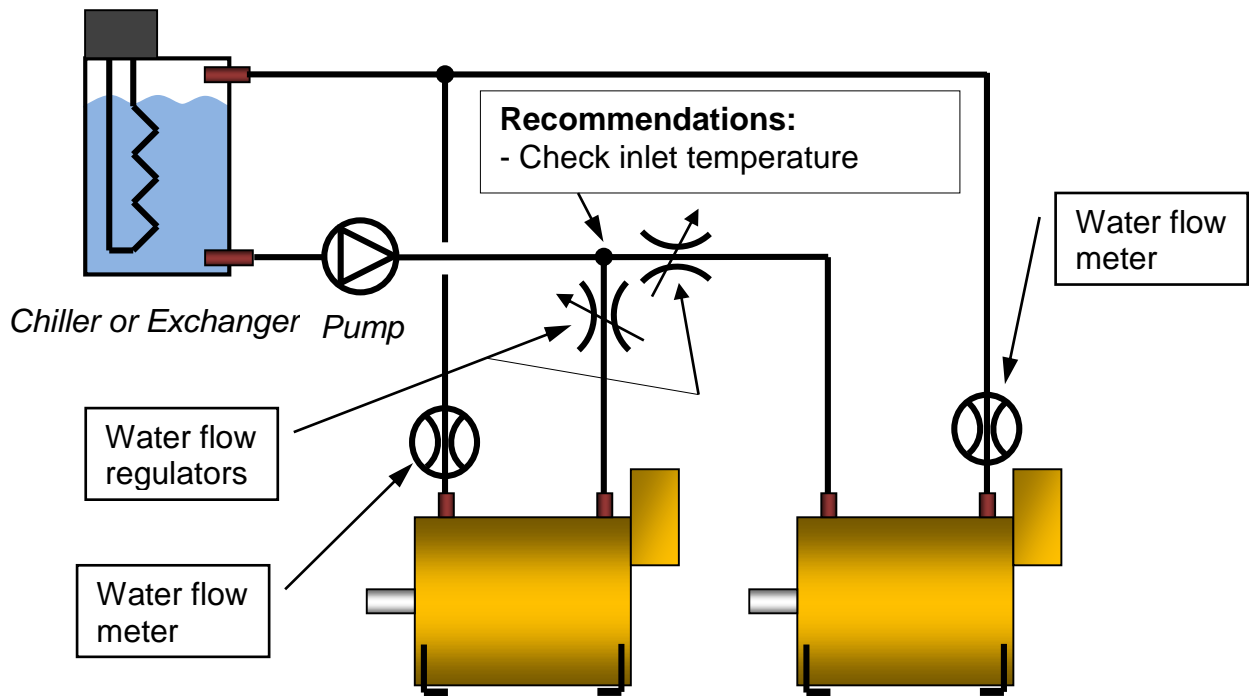 Recommendations:
- Check inlet temperature
Water flow
meter
Chiller or Exchanger
Pump
Water flow
regulators
Water flow
meter